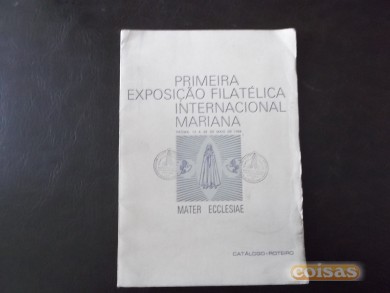 PRIMEIRA
EXPOSIÇÃO FILATÉLICA
INTERNACIONAL
MARIANA
MATER ECCLESIAE
CATÁLOGO-ROTEIRO
coisas